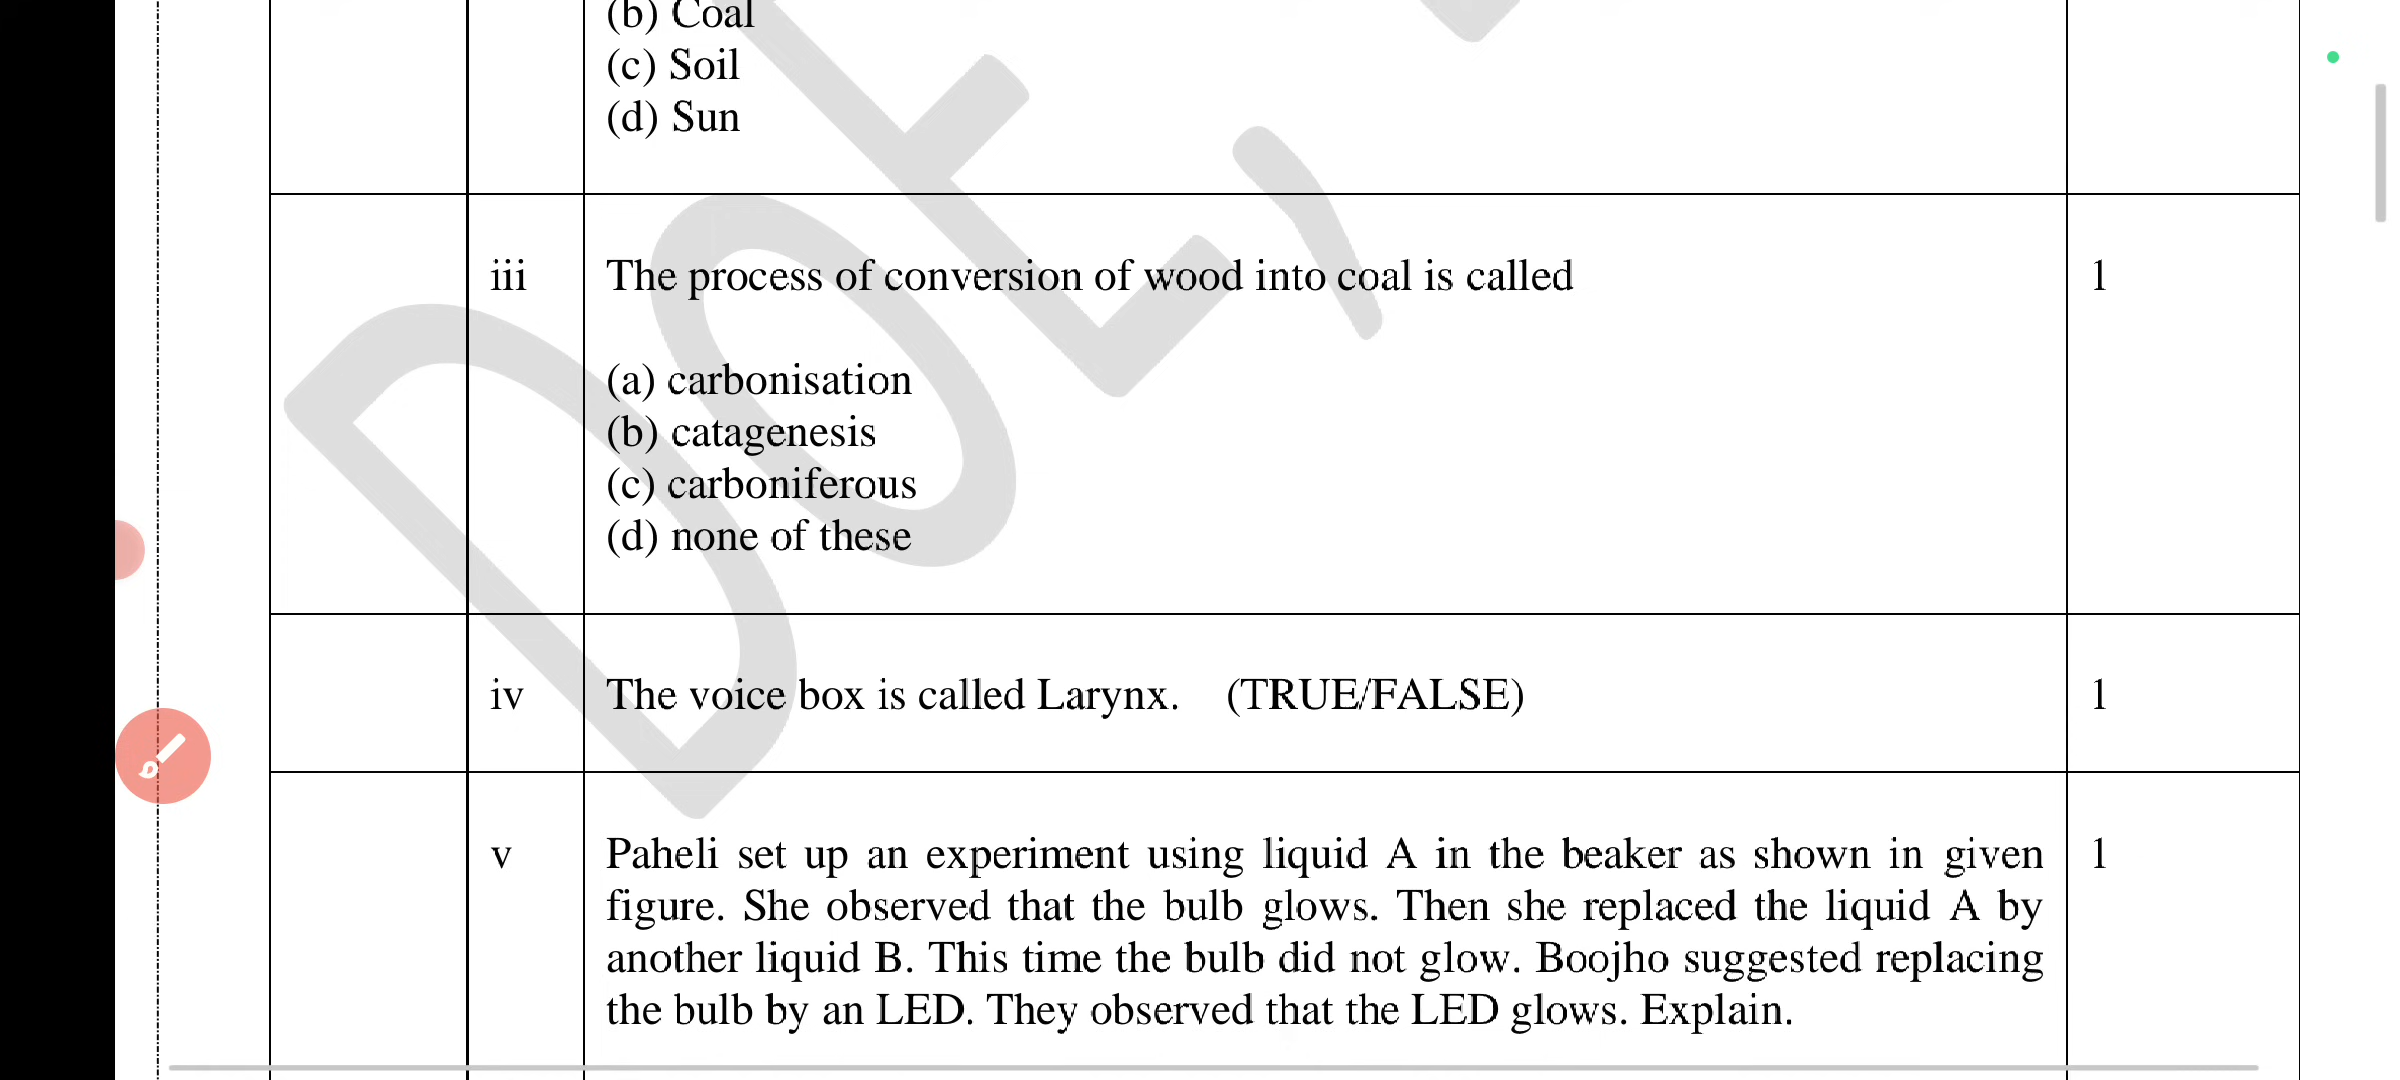 (b) Coal
(c) Soil
(d) Sun
iii The process of conversion of wood into coal is called 1
(a) carbonisation
(b) catagenesis
(c) carboniferous
(d) none of these
iv The voice box is called Larynx. (TRUE/FALSE) 1
v Paheli set up an experiment using liquid A in the beaker as shown in given 1
figure. She observed that the bulb glows. Then she replaced the liquid A by
another liquid B. This time the bulb did not glow. Boojho suggested replacing
the bulb by an LED. They observed that the LED glows. Explain.
DOE,